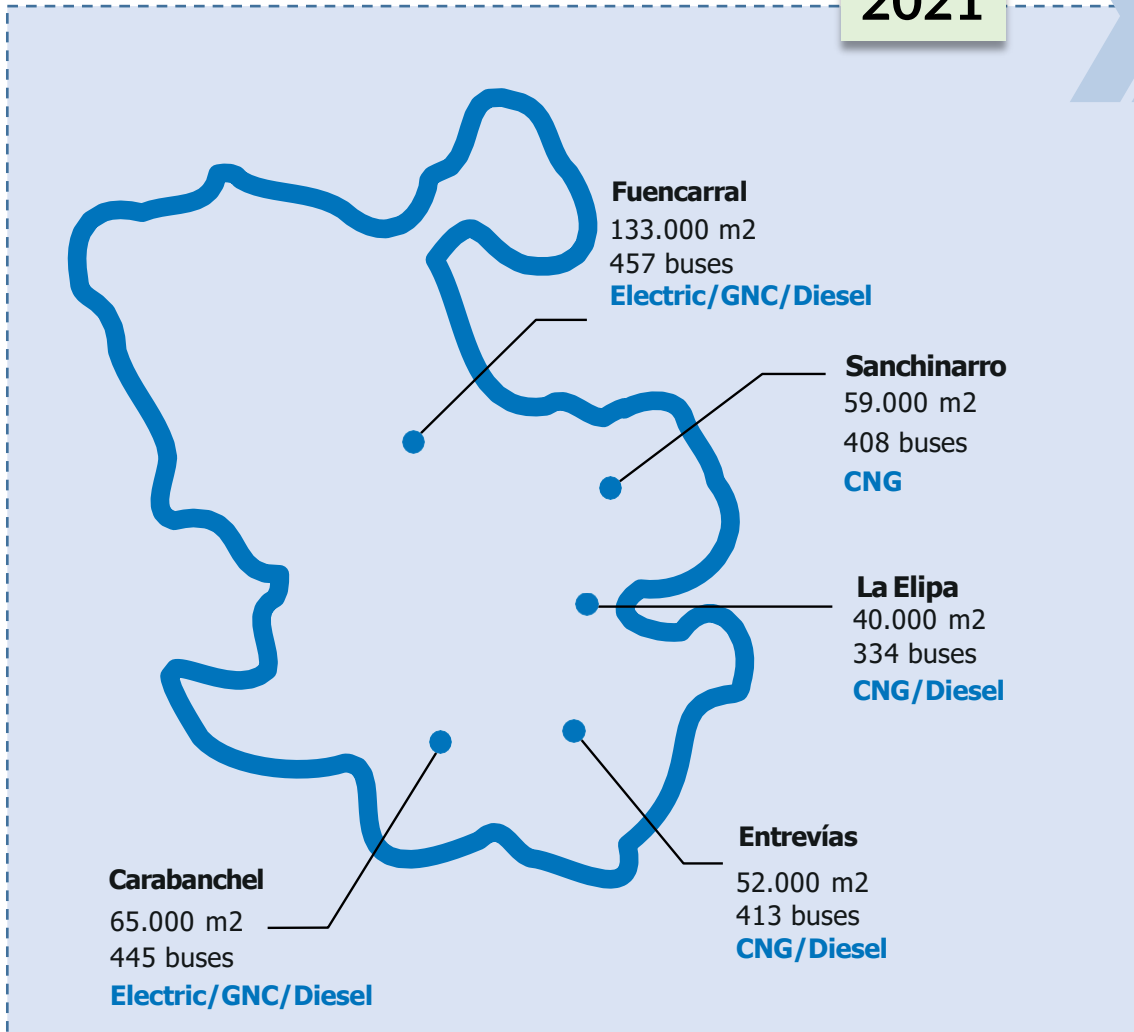 2021
Fuencarral
133.000 m2
457 buses
Electric/GNC/Diesel
Sanchinarro
59.000 m2
408 buses
CNG
La Elipa
40.000 m2
334 buses
CNG/Diesel
Entrevías
52.000 m2
413 buses
CNG/Diesel
Carabanchel
65.000 m2
445 buses
Electric/GNC/Diesel